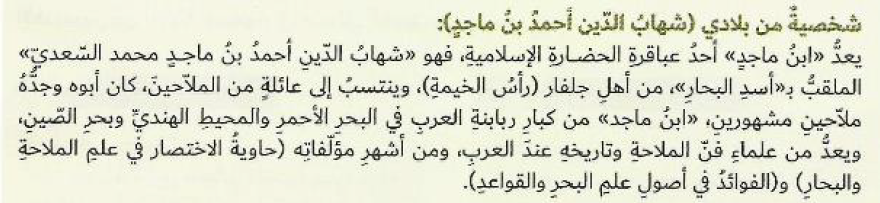 شخصيةٌ من بلادي (شهابُ الدّين أحمدُ بنُ ماجدٍ):
يعدُّ «ابنُ ماجدٍ» أحدُ عباقرةِ الحضـارةِ الإسلاميةِ، فهو «شهابُ الدّينِ أحمدُ بنُ ماجـدٍ محمد السّعديّ»
الملقبُّ بـ«أسدِ البحارِ»، من أهلِ جلفار (رأسُ الخيمةِ)، وينتسبُ إلى عائلةٍ من الملاّحينَ، كان أبوه وجدُّهُ
ملاّحينِ مشهورينِ، «ابنُ ماجد» من كبارِ ربابنةِ العربِ في البحرِ الأحمرِ والمحيطِ الهنديِّ وبحرِ الصّينِ،
ويعدُّ من علماءِ فنّ الملاحةِ وتاريخهِ عندَ العربِ، ومن أشهرِ مؤلّفاتِه (حاويةُ الاختصار في علمِ الملاحةِ
والبحارِ) و(الفوائدُ في أصولِ علمِ البحرِ والقواعدِ).